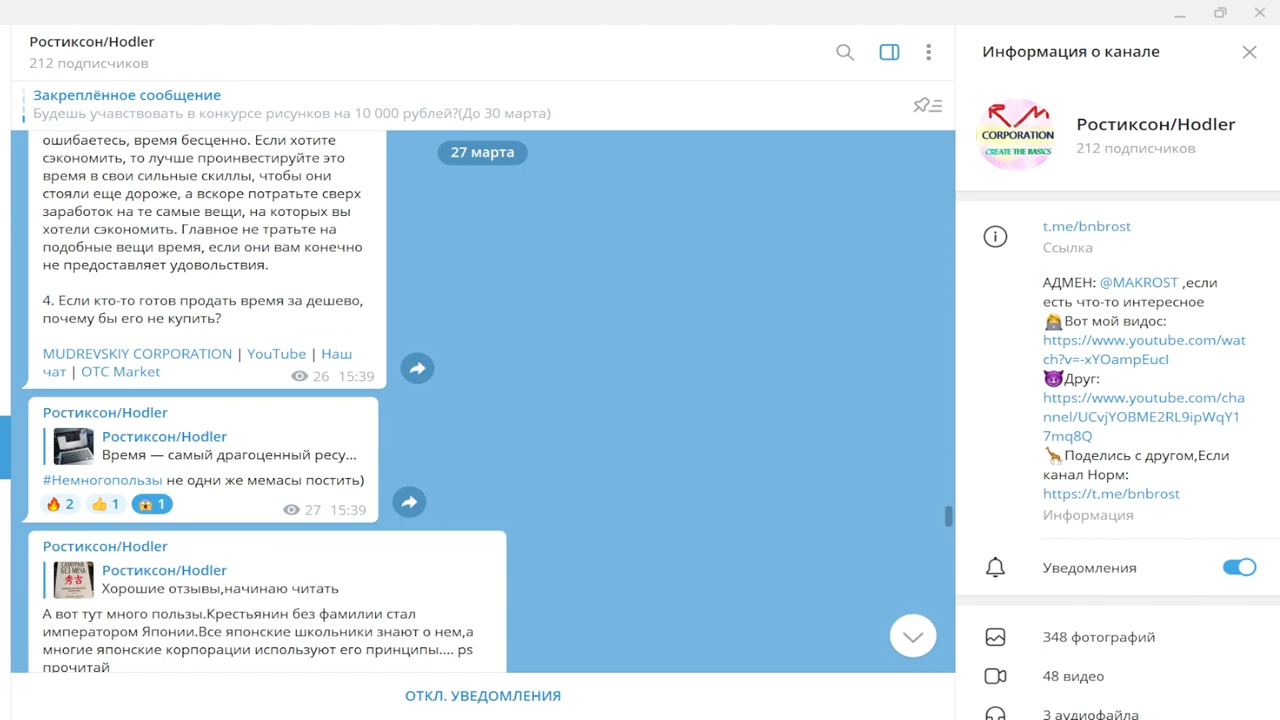 Ростиксон/Hodler
212 подписчиков
Закреплённое сообщение
Будешь учавствовать в конкурсе рисунков на 10 000 рублей?(До 30 марта)
27 марта
ошибаетесь, время бесценно. Если хотите
сэкономить, то лучше проинвестируйте это
время в свои сильные скиллы, чтобы они
стояли еще дороже, а вскоре потратьте сверх
заработок на те самые вещи, на которых вы
хотели сэкономить. Главное не тратьте на
подобные вещи время, если они вам конечно
не предоставляет удовольствия.
4. Если кто-то готов продать время за дешево,
почему бы его не купить?
MUDREVSKIY CORPORATION | YouTube | Наш
чат | OTC Market
26 15:39
Ростиксон/Hodler
Ростиксон/Hodler
Время — самый драгоценный ресу...
#Немногопользы не одни же мемасы постить)
2 1 1
27 15:39
Ростиксон/Hodler
Ростиксон/Hodler
Хорошие отзывы,начинаю читать
САМУРАЙ
БЕЗ МЕЧА
秀吉
А вот тут много пользы.Крестьянин без фамилии стал
императором Японии.Все японские школьники знают о нем,а
многие японские корпорации используют его принципы.... ps
прочитай
ОТКЛ. УВЕДОМЛЕНИЯ
Информация о канале
RM
CORPORATION
CREATE THE BASICS
Ростиксон/Hodler
212 подписчиков
t.me/bnbrost
Ссылка
АДМЕН: @MAKROST ,если
есть что-то интересное
Вот мой видос:
https://www.youtube.com/wat
ch?v=-xYOampEucI
Друг:
https://www.youtube.com/cha
nnel/UCvjYOBME2RL9ipWqY1
7mq8Q
Поделись с другом,Если
канал Норм:
https://t.me/bnbrost
Информация
Уведомления
348 фотографий
48 видео
3 аудиофайла